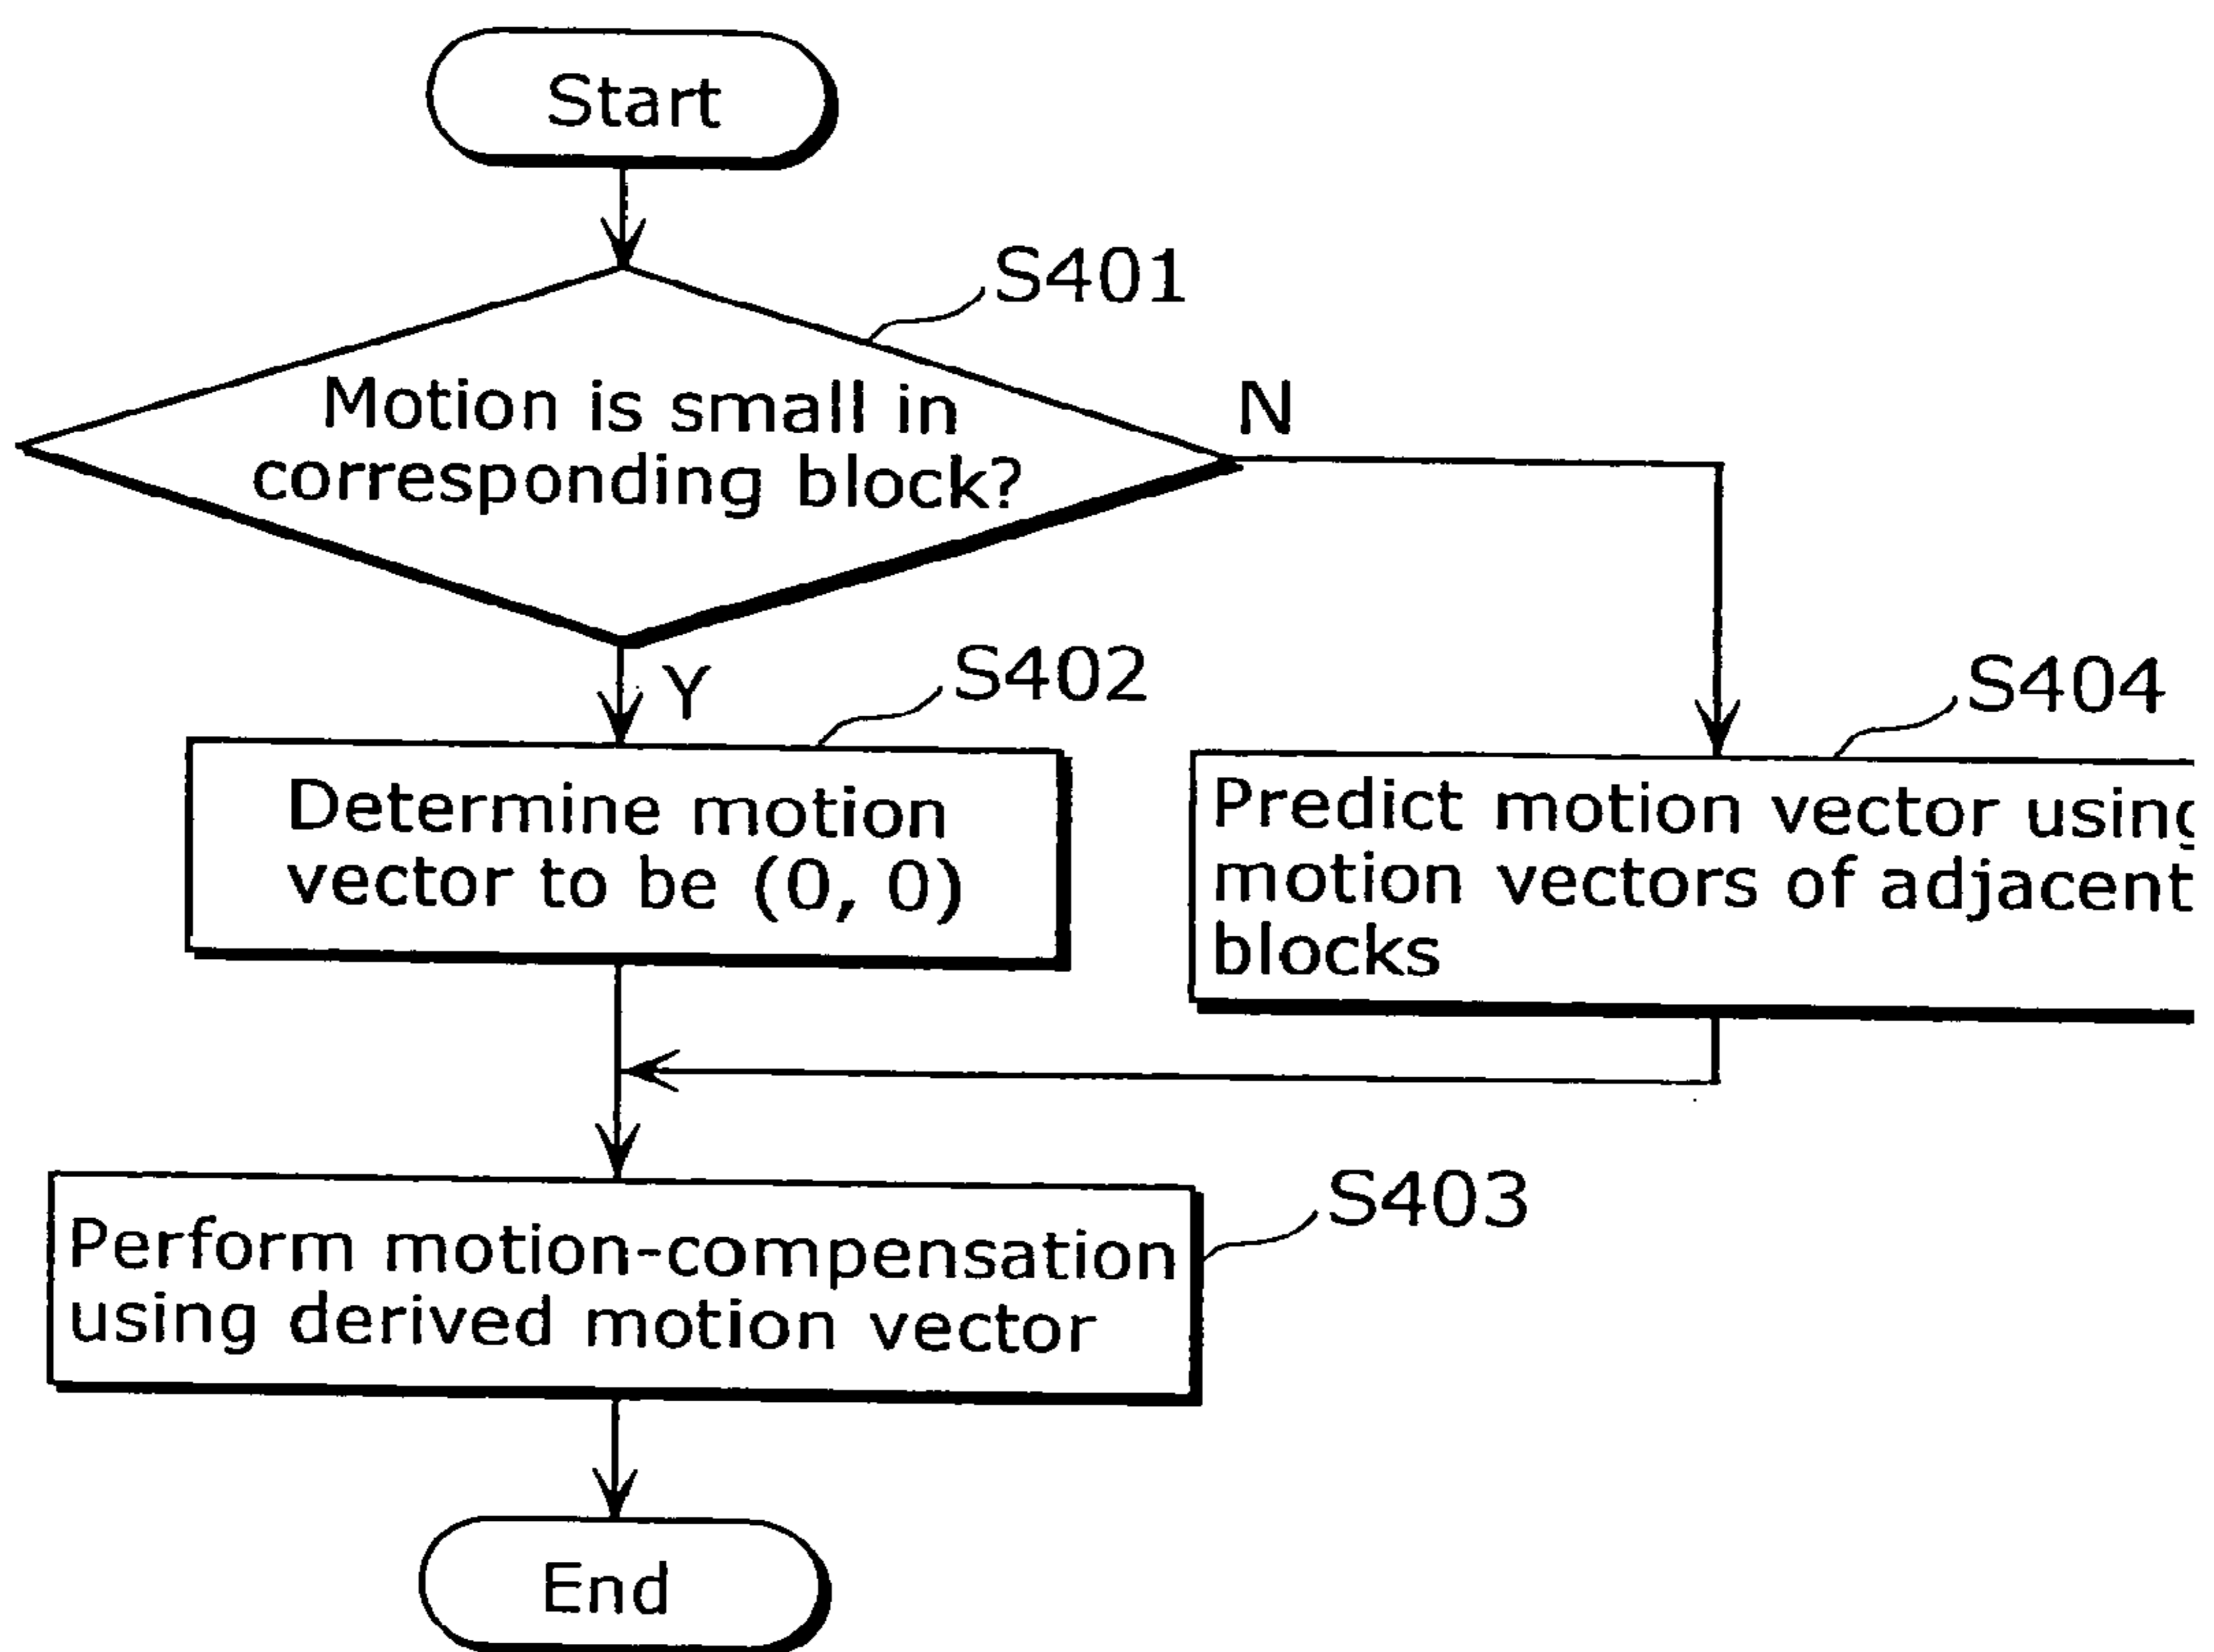 Start
S401
Motion is small in
corresponding block?
N
Y
S402
Determine motion
vector to be (0, 0)
S404
Predict motion vector using
motion vectors of adjacent
blocks
S403
Perform motion-compensation
using derived motion vector
End